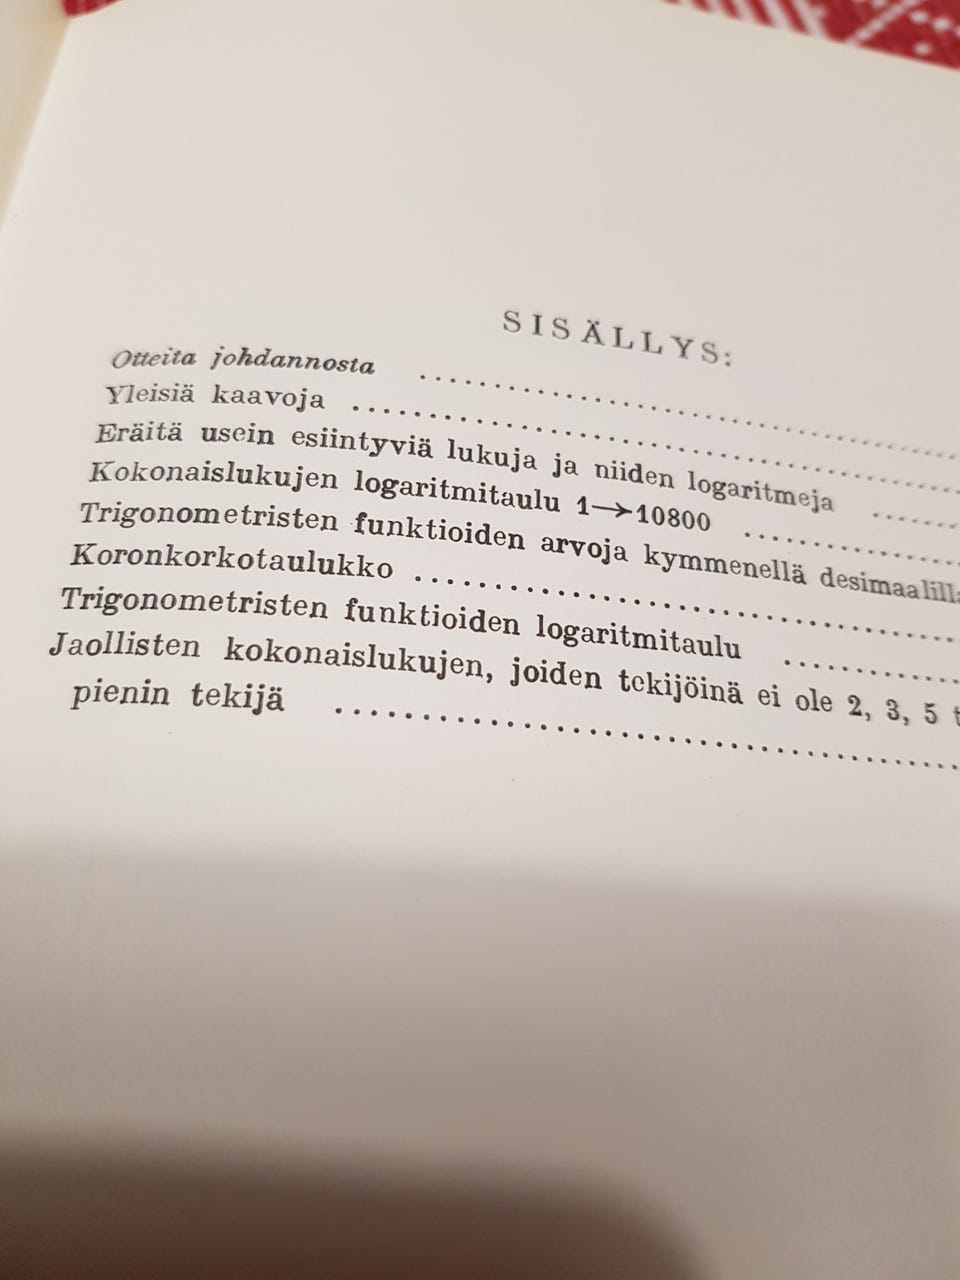 SISÄLLYS:
Otteita johdannosta ........................................
Yleisiä kaavoja ........................................
Eräitä usein esiintyviä lukuja ja niiden logaritmeja ........
Kokonaislukujen logaritmitaulu 1→10800 ................
Trigonometristen funktioiden arvoja kymmenellä desimaalilla
Koronkorkotaulukko ........................................
Trigonometristen funktioiden logaritmitaulu ............
Jaollisten kokonaislukujen, joiden tekijöinä ei ole 2, 3, 5
pienin tekijä ........................................